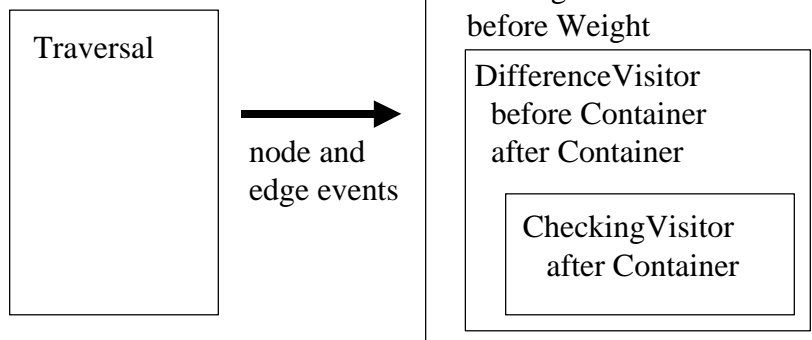 Traversal
node and
edge events
before Weight
DifferenceVisitor
before Container
after Container
CheckingVisitor
after Container